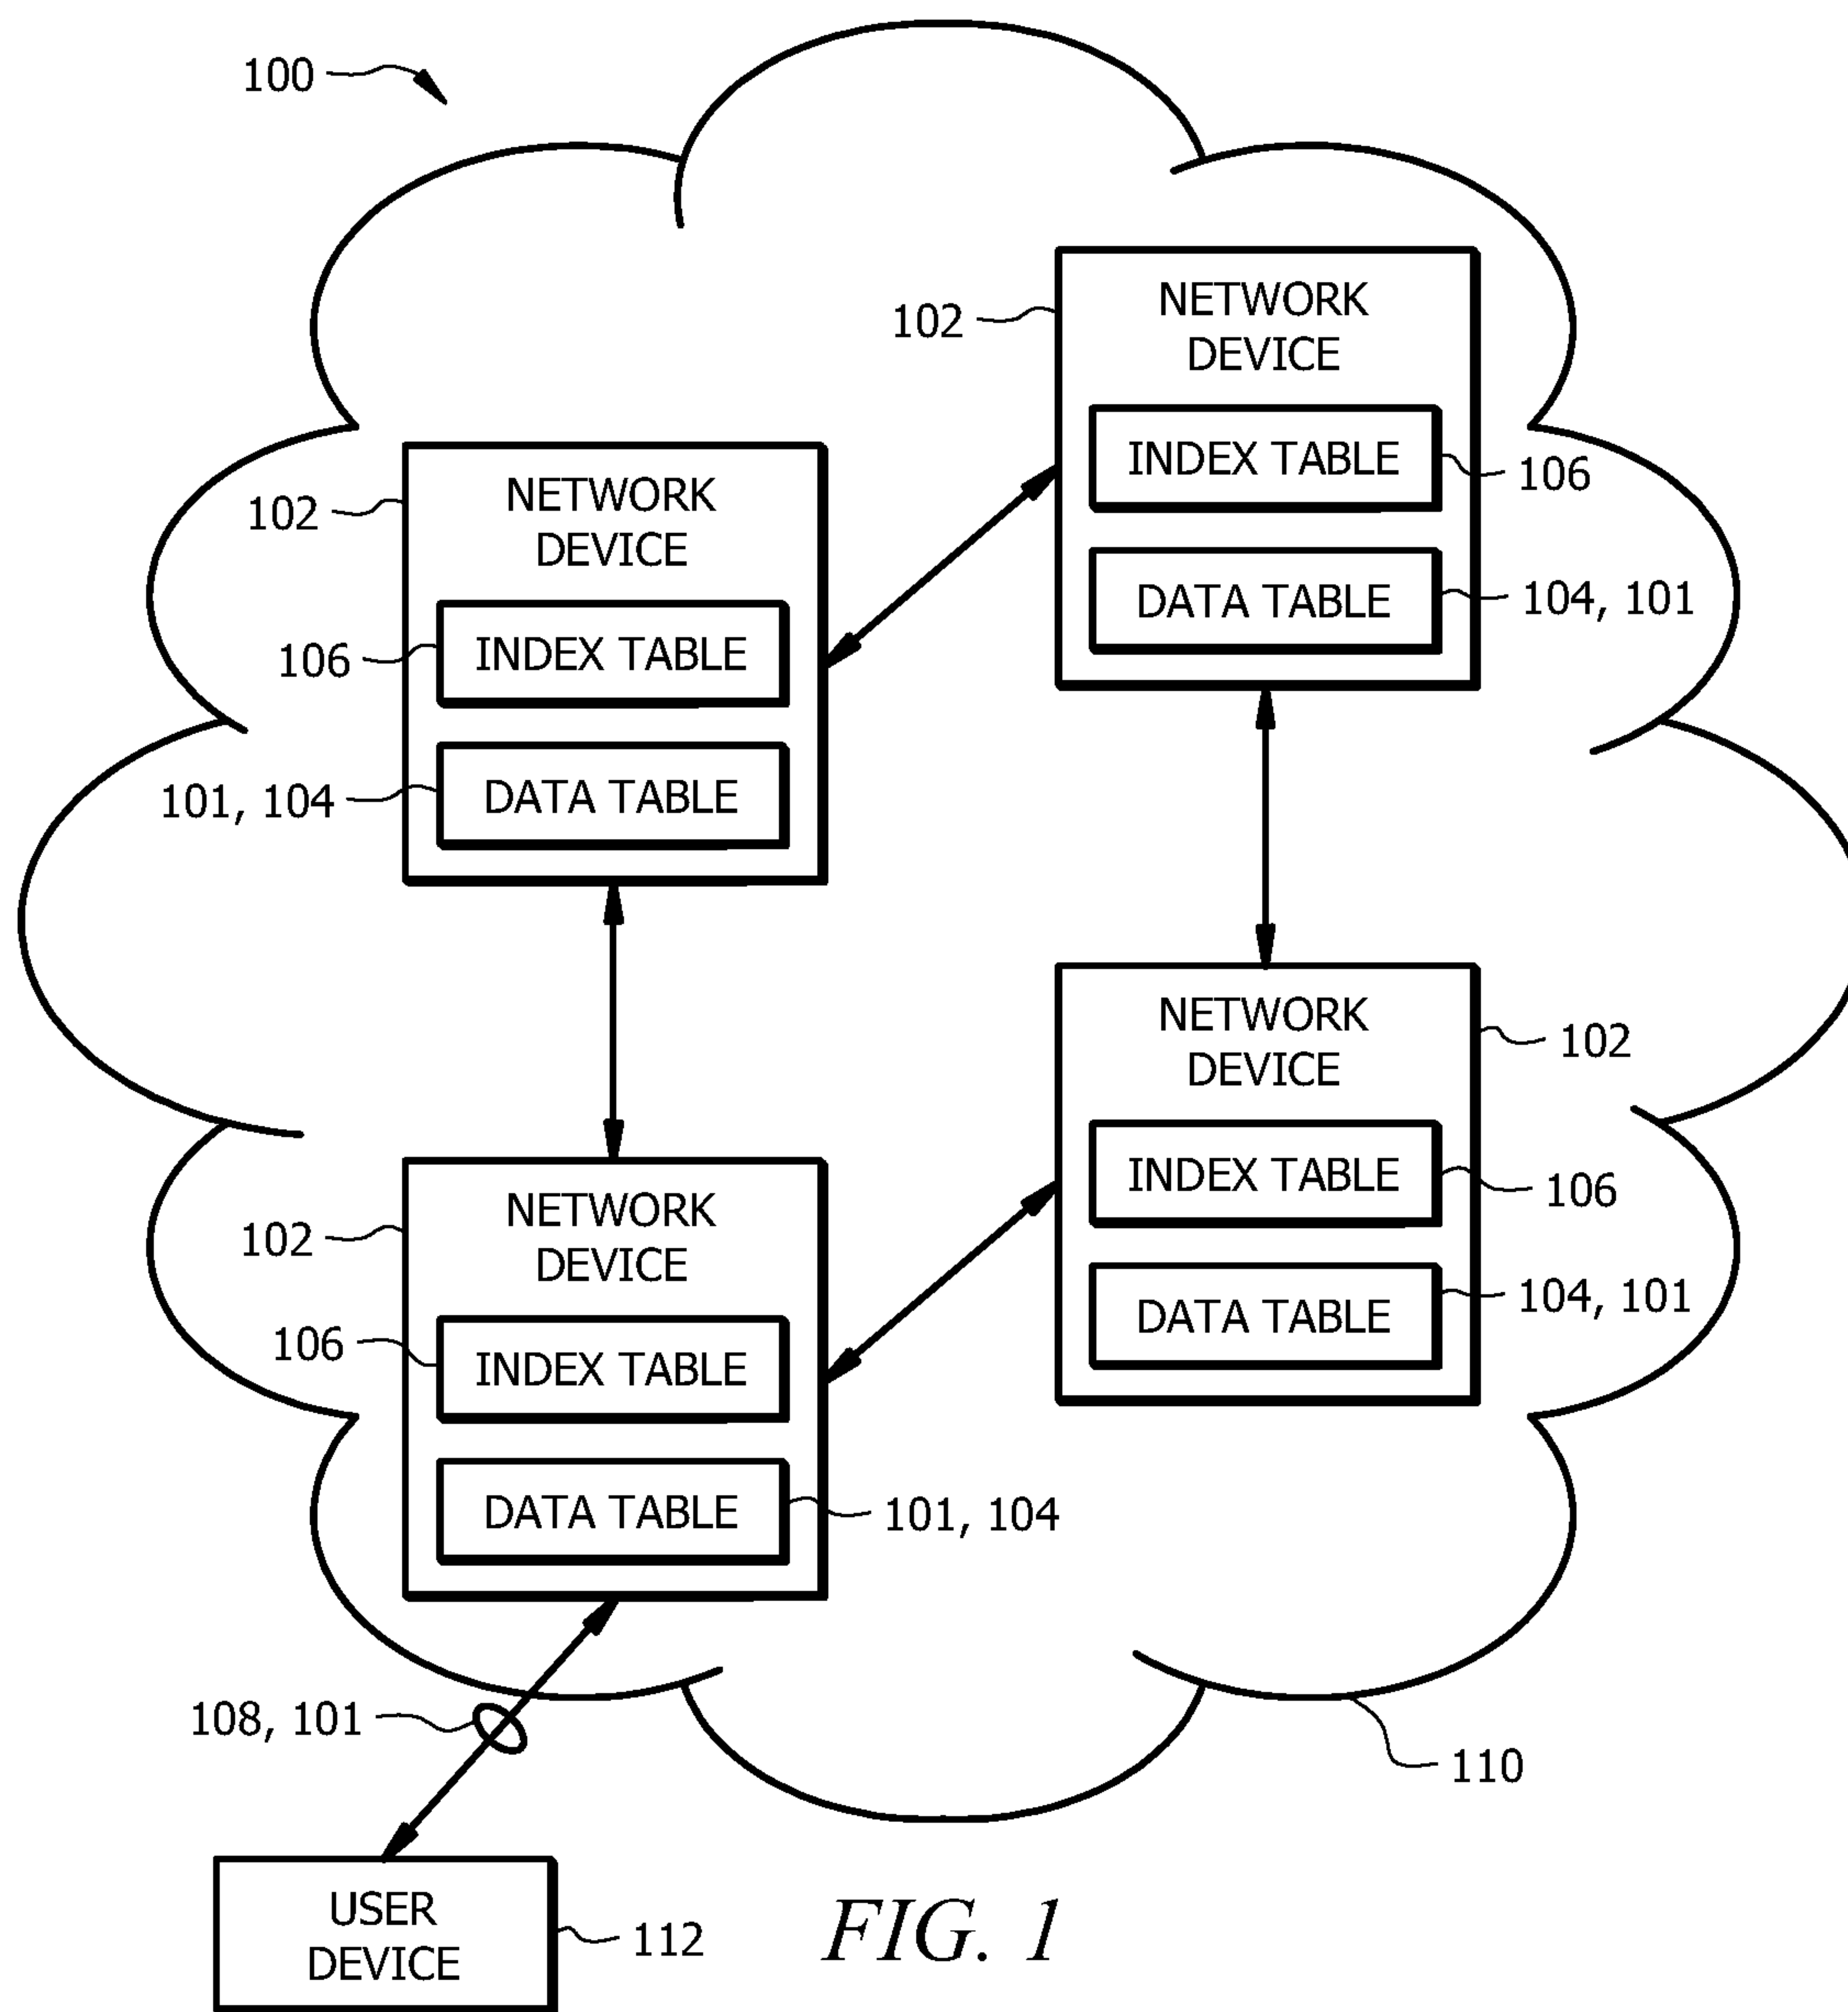 100
NETWORK
DEVICE
102
INDEX TABLE
106
DATA TABLE
104, 101
NETWORK
DEVICE
102
INDEX TABLE
106
DATA TABLE
101, 104
NETWORK
DEVICE
102
INDEX TABLE
106
DATA TABLE
104, 101
NETWORK
DEVICE
102
INDEX TABLE
106
DATA TABLE
101, 104
108, 101
110
USER
DEVICE
112
FIG. 1